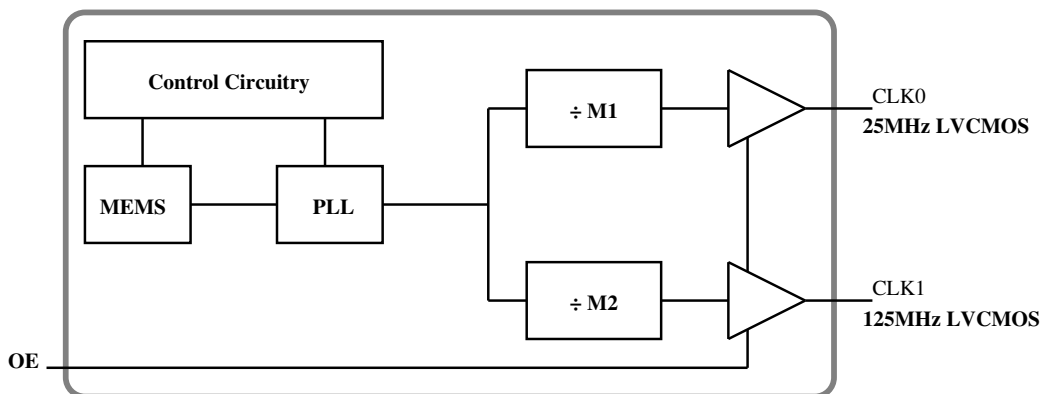 Control Circuitry
MEMS
PLL
÷ M1
÷ M2
CLK0
25MHz LVCMOS
CLK1
125MHz LVCMOS
OE